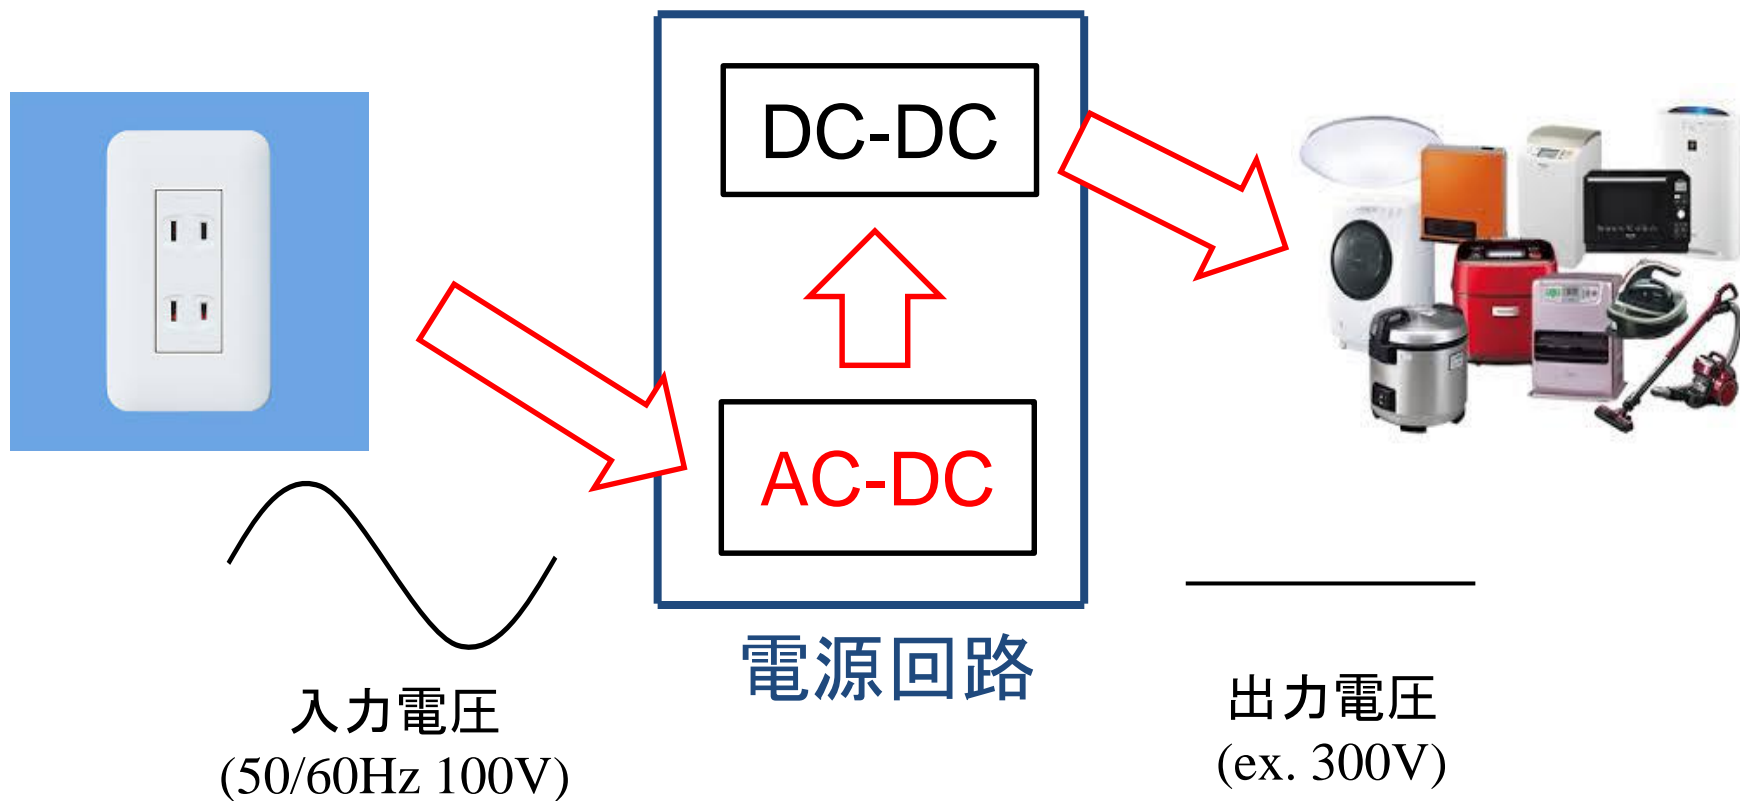 DC-DC
AC-DC
電源回路
入力電圧
(50/60Hz 100V)
出力電圧
(ex. 300V)